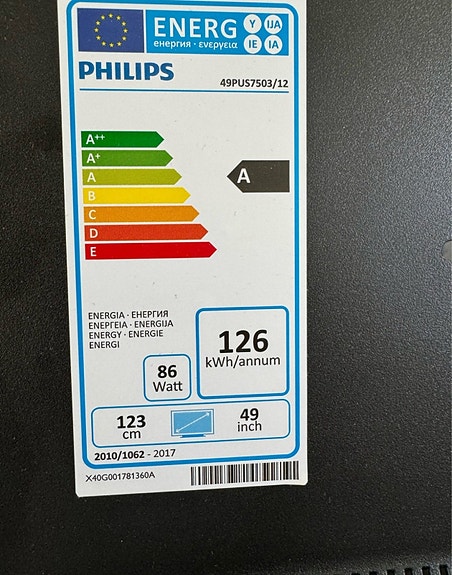 ENERG Y IJA
енергия · ενεργεια IE IA
PHILIPS
49PUS7503/12
A++
A+
A
B
C
D
E
A
ENERGIA · ЕНЕРГИЯ
ΕΝΕΡΓΕΙΑ · ENERGIJA
ENERGY · ENERGIE
ENERGI
126
kWh/annum
86
Watt
123
cm
49
inch
2010/1062 - 2017
X40G001781360A